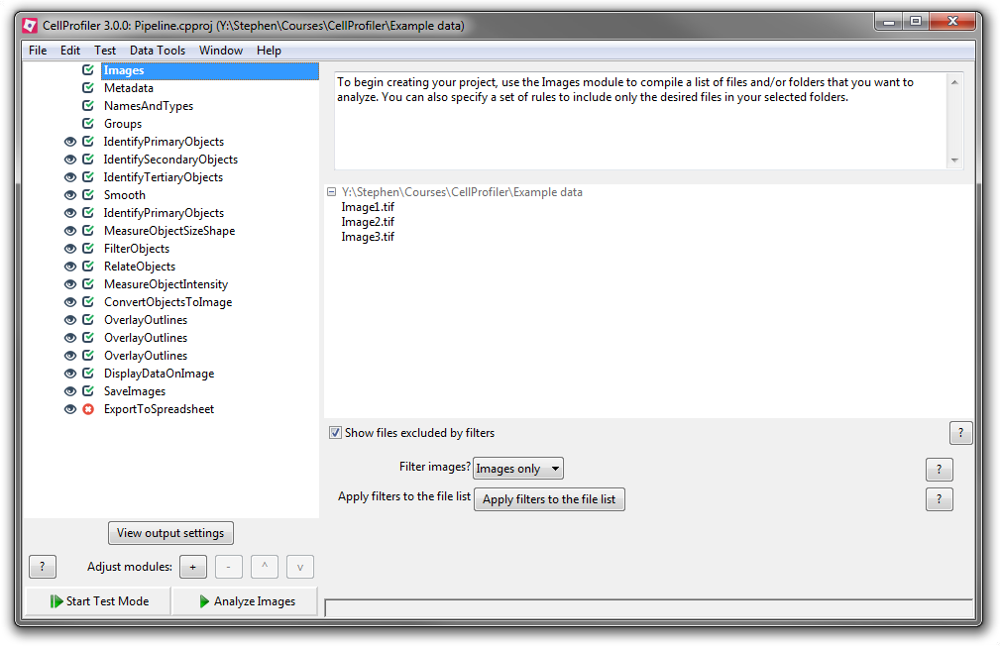 CellProfiler 3.0.0: Pipeline.cpproj (Y:\Stephen\Courses\CellProfiler\Example data)
File Edit Test Data Tools Window Help
Images
Metadata
NamesAndTypes
Groups
IdentifyPrimaryObjects
IdentifySecondaryObjects
IdentifyTertiaryObjects
Smooth
IdentifyPrimaryObjects
MeasureObjectSizeShape
FilterObjects
RelateObjects
MeasureObjectIntensity
ConvertObjectsToImage
OverlayOutlines
OverlayOutlines
OverlayOutlines
DisplayDataOnImage
SaveImages
ExportToSpreadsheet
View output settings
? Adjust modules: + - ^ v
Start Test Mode Analyze Images
To begin creating your project, use the Images module to compile a list of files and/or folders that you want to
analyze. You can also specify a set of rules to include only the desired files in your selected folders.
Y:\Stephen\Courses\CellProfiler\Example data
Image1.tif
Image2.tif
Image3.tif
Show files excluded by filters ?
Filter images? Images only ?
Apply filters to the file list Apply filters to the file list ?